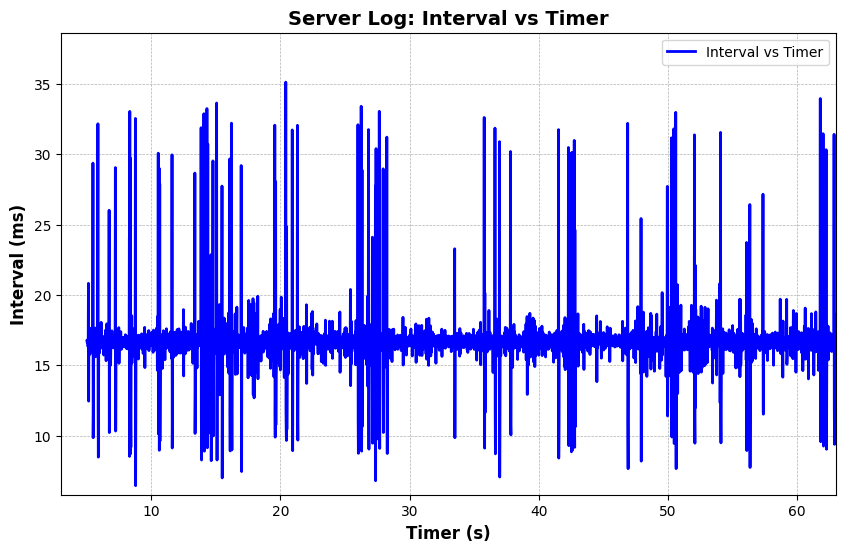 Server Log: Interval vs Timer
Interval vs Timer
35
30
25
20
15
10
Interval (ms)
10 20 30 40 50 60
Timer (s)